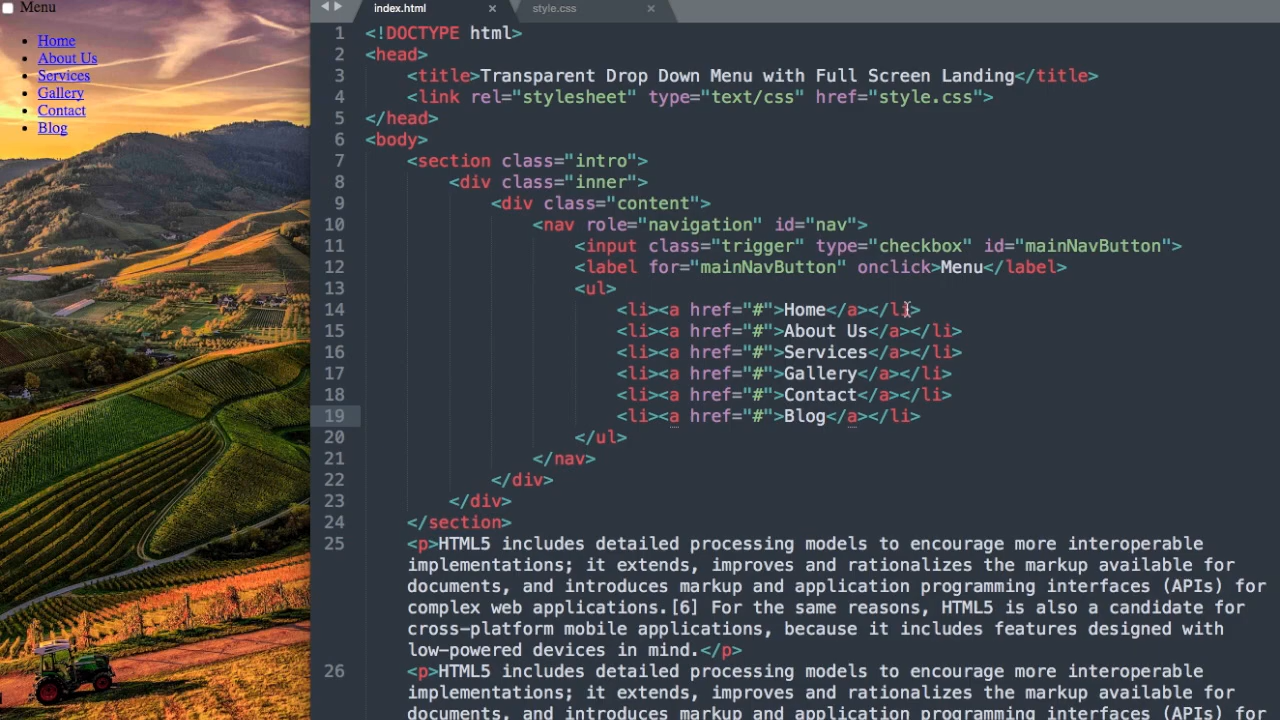 Menu
Home
About Us
Services
Gallery
Contact
Blog
index.html × style.css ×
1 <!DOCTYPE html>
2 <head>
3 <title>Transparent Drop Down Menu with Full Screen Landing</title>
4 <link rel="stylesheet" type="text/css" href="style.css">
5 </head>
6 <body>
7 <section class="intro">
8 <div class="inner">
9 <div class="content">
10 <nav role="navigation" id="nav">
11 <input class="trigger" type="checkbox" id="mainNavButton">
12 <label for="mainNavButton" onclick>Menu</label>
13 <ul>
14 <li><a href="#">Home</a></li>
15 <li><a href="#">About Us</a></li>
16 <li><a href="#">Services</a></li>
17 <li><a href="#">Gallery</a></li>
18 <li><a href="#">Contact</a></li>
19 <li><a href="#">Blog</a></li>
20 </ul>
21 </nav>
22 </div>
23 </div>
24 </section>
25 <p>HTML5 includes detailed processing models to encourage more interoperable
implementations; it extends, improves and rationalizes the markup available for
documents, and introduces markup and application programming interfaces (APIs) for
complex web applications.[6] For the same reasons, HTML5 is also a candidate for
cross-platform mobile applications, because it includes features designed with
low-powered devices in mind.</p>
26 <p>HTML5 includes detailed processing models to encourage more interoperable
implementations; it extends, improves and rationalizes the markup available for
documents, and introduces markup and application programming interfaces (APIs) for